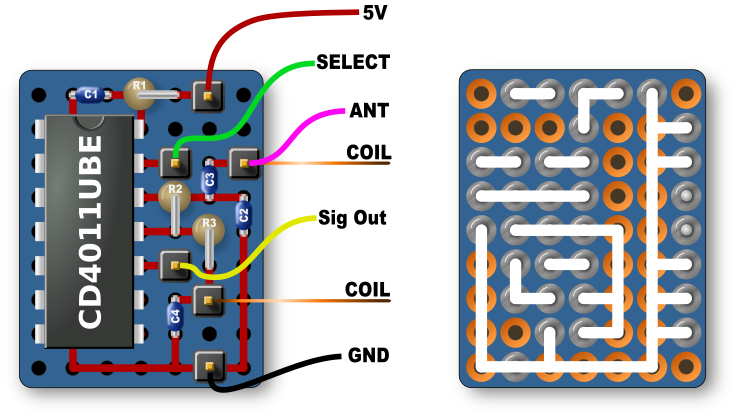 5V
SELECT
ANT
COIL
Sig Out
COIL
GND
C1
R1
C3
R2
C2
R3
C4
CD4011UBE